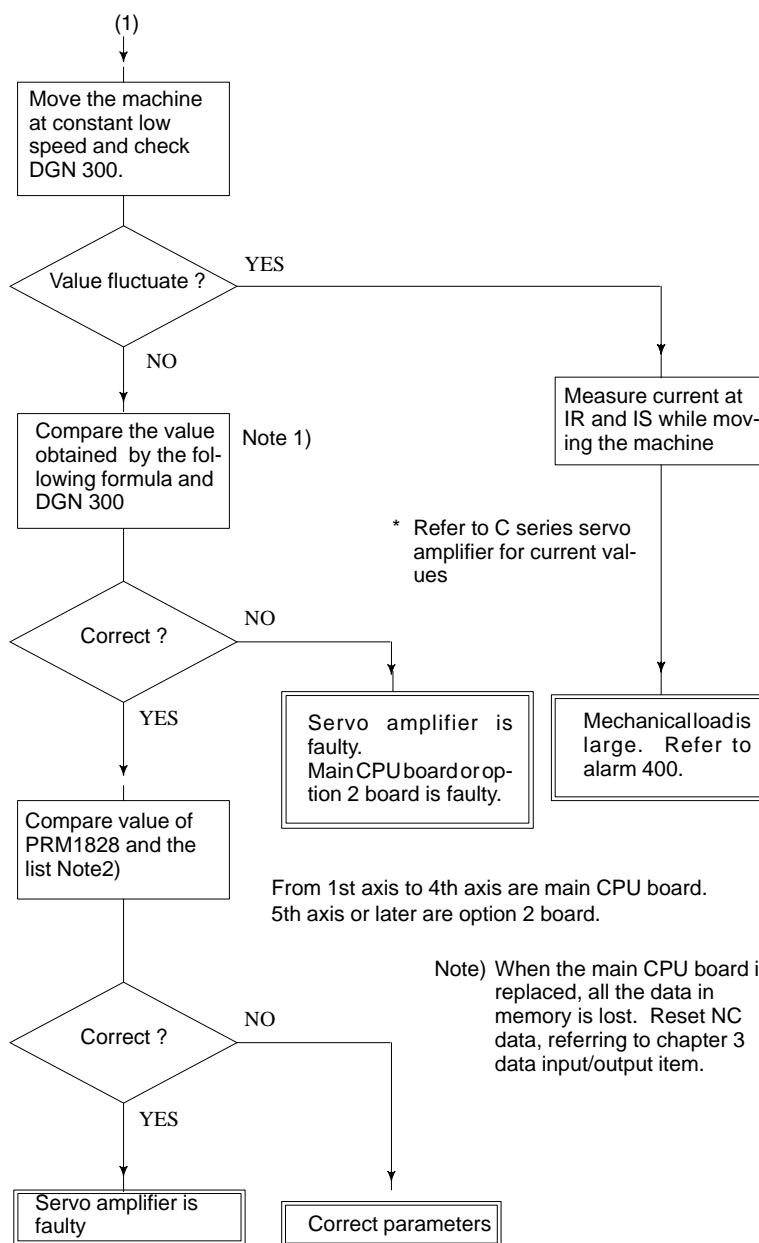 (1)
Move the machine
at constant low
speed and check
DGN 300.
Value fluctuate ?
YES
NO
Measure current at
IR and IS while mov-
ing the machine
Compare the value
obtained by the fol-
lowing formula and
DGN 300
Note 1)
* Refer to C series servo
amplifier for current val-
ues
Correct ?
NO
YES
Servo amplifier is
faulty.
Main CPU board or op-
tion 2 board is faulty.
Mechanical load is
large. Refer to
alarm 400.
Compare value of
PRM1828 and the
list Note2)
From 1st axis to 4th axis are main CPU board.
5th axis or later are option 2 board.
Note) When the main CPU board i
replaced, all the data in
memory is lost. Reset NC
data, referring to chapter 3
data input/output item.
Correct ?
NO
YES
Servo amplifier is
faulty
Correct parameters